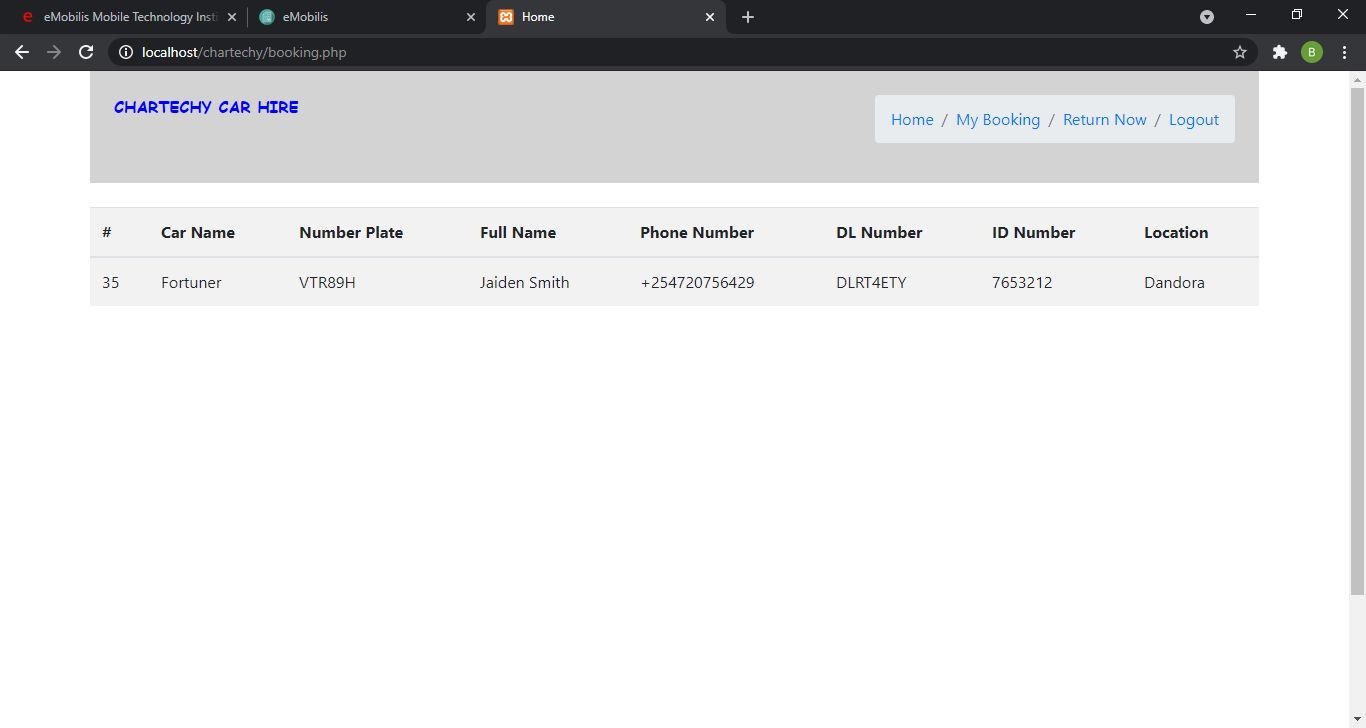 eMobilis Mobile Technology Insti
eMobilis
Home
localhost/chartechy/booking.php
B
CHARTECHY CAR HIRE
Home / My Booking / Return Now / Logout
# Car Name Number Plate Full Name Phone Number DL Number ID Number Location
35 Fortuner VTR89H Jaiden Smith +254720756429 DLRT4ETY 7653212 Dandora